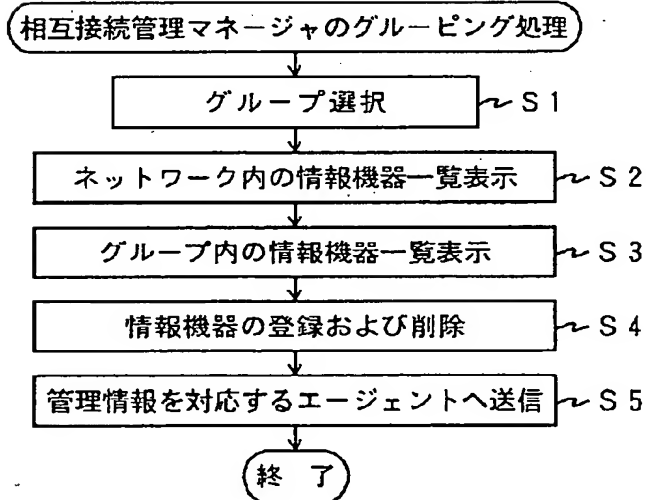 相互接続管理マネージャのグルーピング処理
グループ選択 S1
ネットワーク内の情報機器一覧表示 S2
グループ内の情報機器一覧表示 S3
情報機器の登録および削除 S4
管理情報を対応するエージェントへ送信 S5
終了